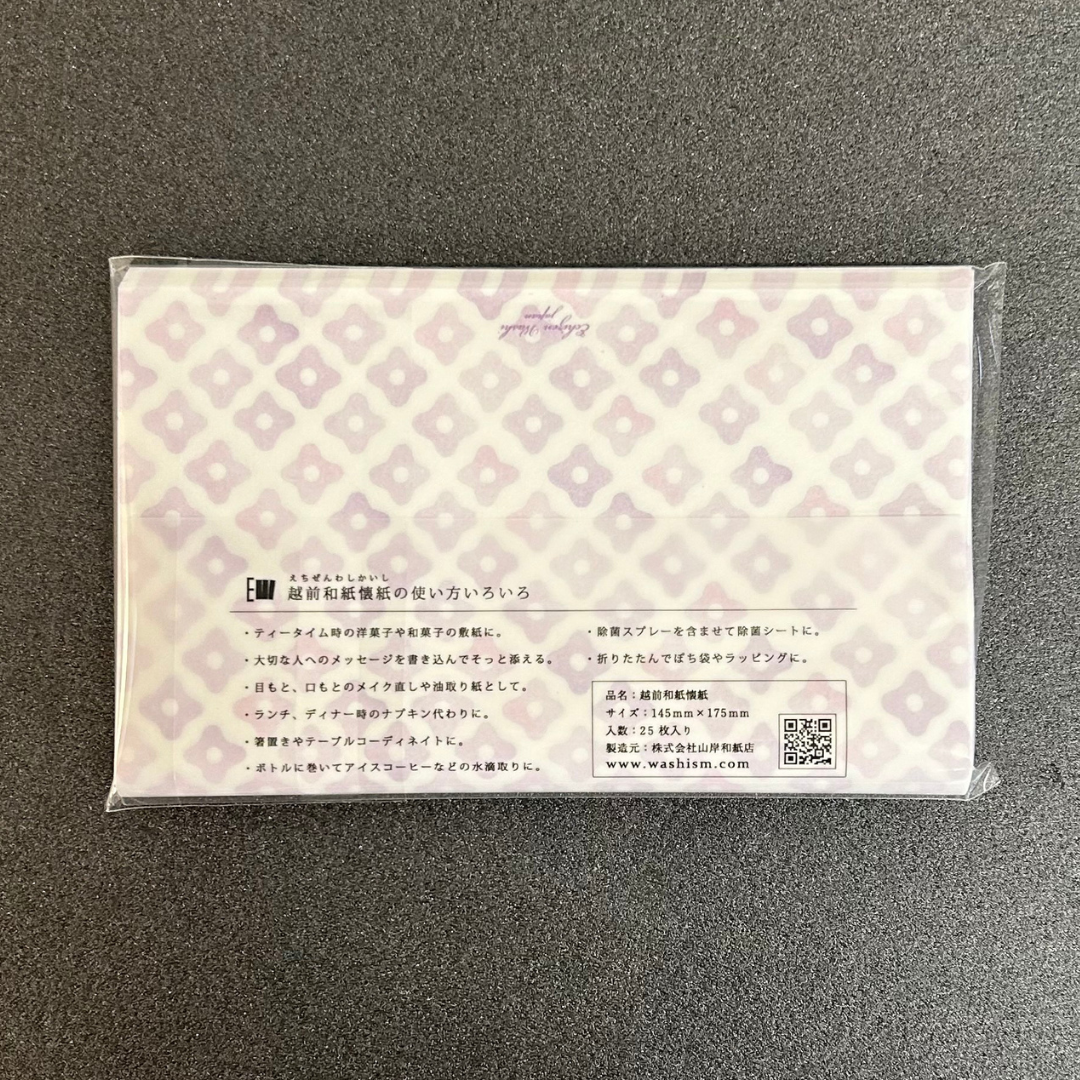 Echizen Washi
japan
えちぜんわしかいし
EW 越前和紙懐紙の使い方いろいろ
・ティータイム時の洋菓子や和菓子の敷紙に。
・大切な人へのメッセージを書き込んでそっと添える。
・目もと、口もとのメイク直しや油取り紙として。
・ランチ、ディナー時のナプキン代わりに。
・箸置きやテーブルコーディネイトに。
・ボトルに巻いてアイスコーヒーなどの水滴取りに。
・除菌スプレーを含ませて除菌シートに。
・折りたたんでぽち袋やラッピングに。
品名：越前和紙懐紙
サイズ：145mm×175mm
入数：25枚入り
製造元：株式会社山岸和紙店
www.washism.com